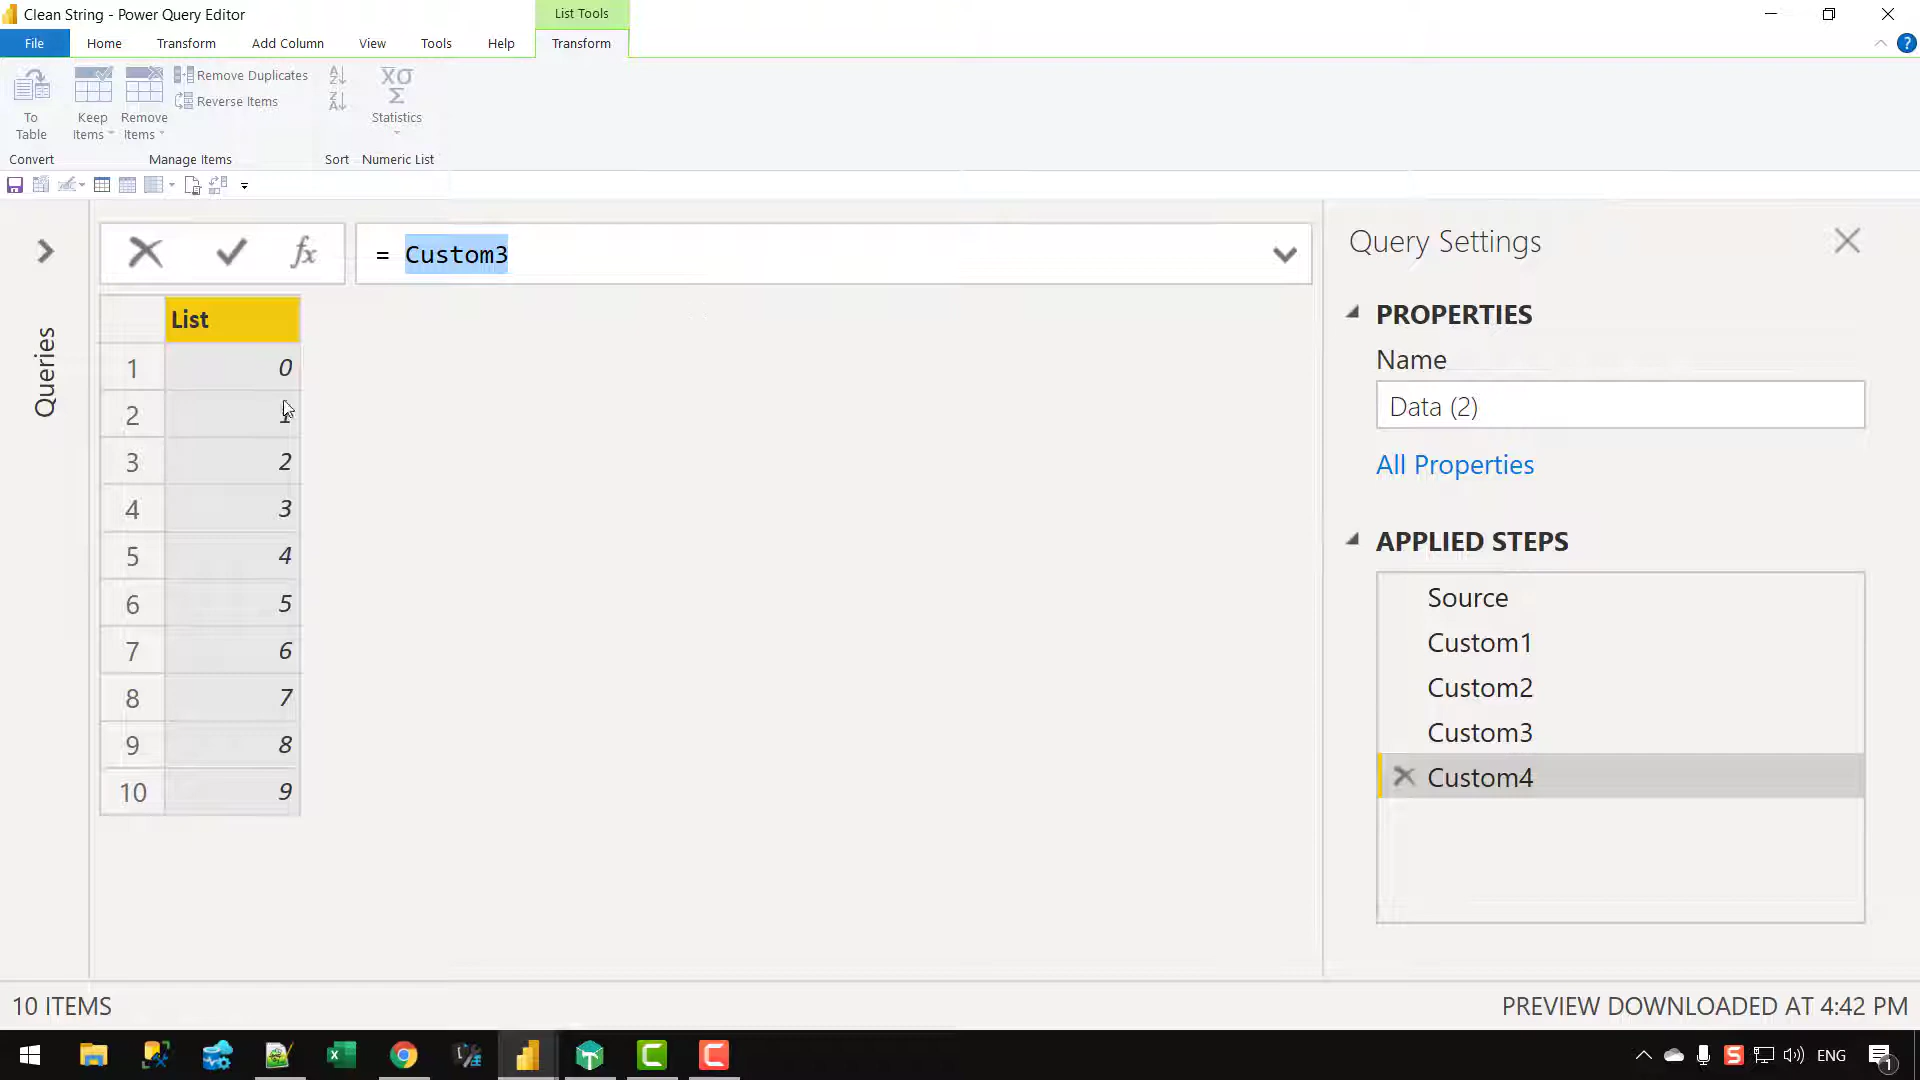 Clean String - Power Query Editor
List Tools
File Home Transform Add Column View Tools Help Transform
To Table
Keep Items
Remove Items
Remove Duplicates
Reverse Items
Statistics
Convert
Manage Items
Sort
Numeric List
= Custom3
Queries
List
1 0
2 1
3 2
4 3
5 4
6 5
7 6
8 7
9 8
10 9
Query Settings
PROPERTIES
Name
Data (2)
All Properties
APPLIED STEPS
Source
Custom1
Custom2
Custom3
Custom4
10 ITEMS
PREVIEW DOWNLOADED AT 4:42 PM
ENG
1